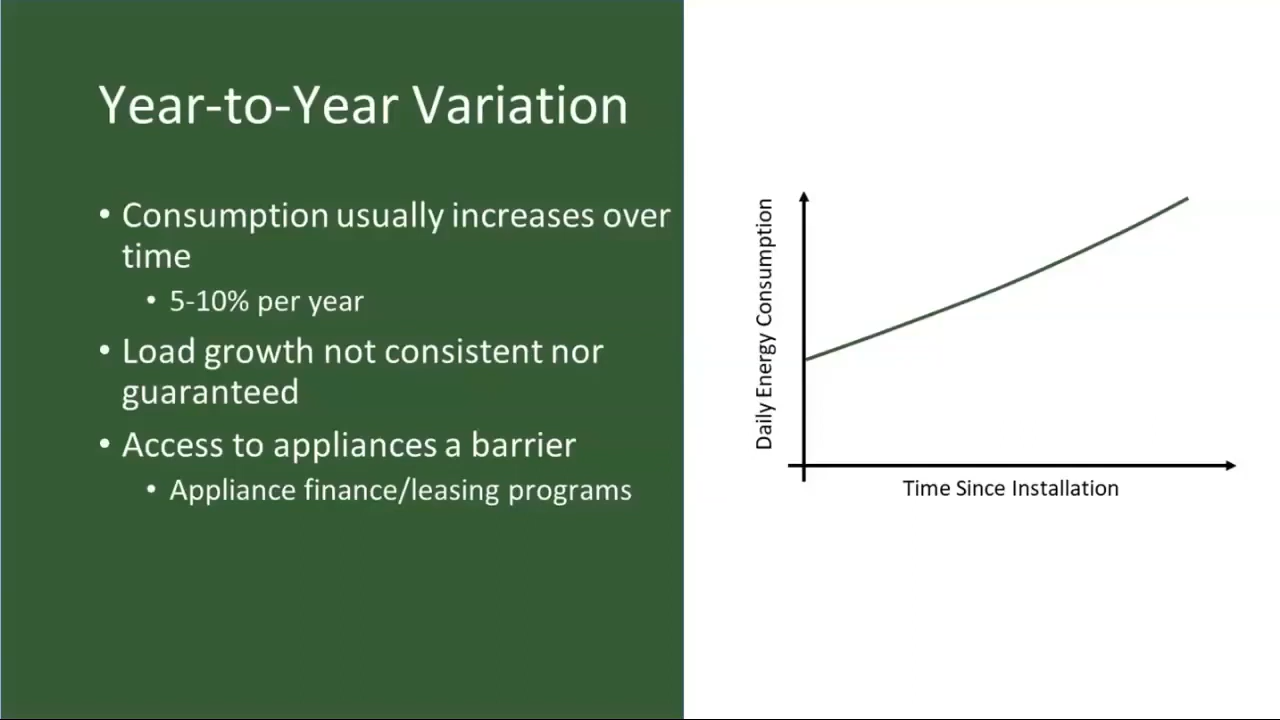 Year-to-Year Variation
• Consumption usually increases over
time
• 5-10% per year
• Load growth not consistent nor
guaranteed
• Access to appliances a barrier
• Appliance finance/leasing programs
Daily Energy Consumption
Time Since Installation